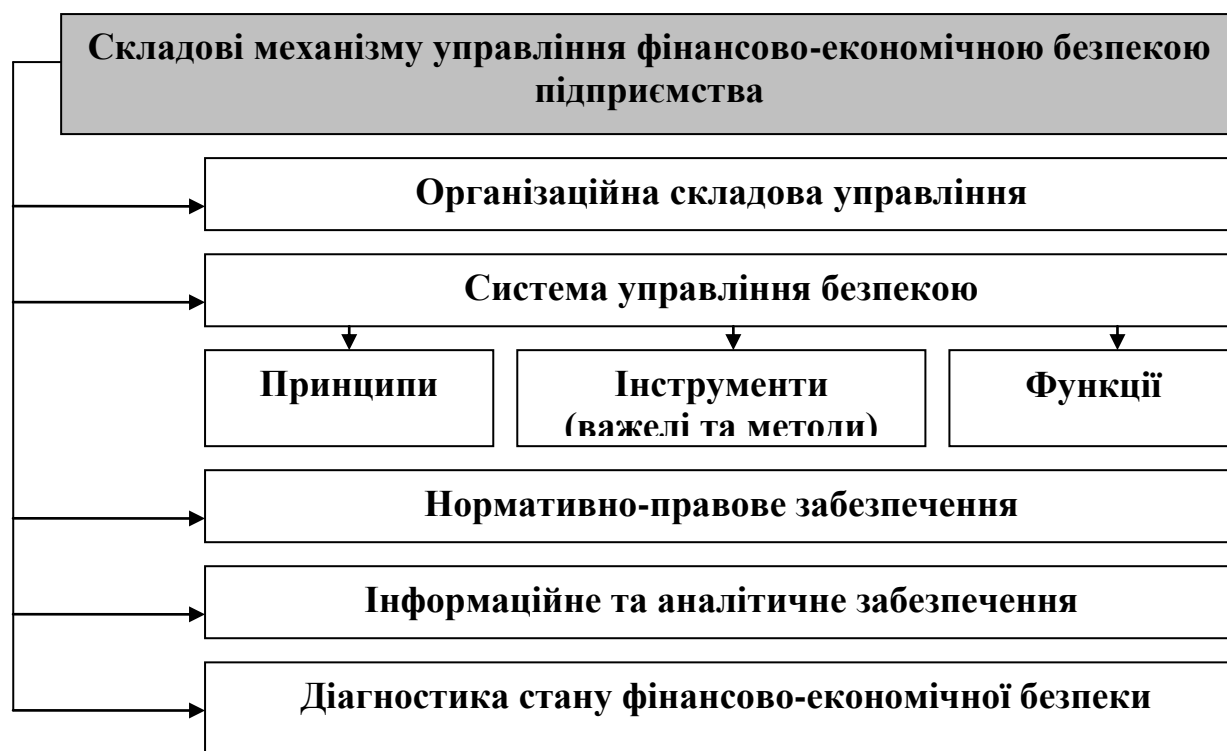 Складові механізму управління фінансово-економічною безпекою
підприємства
Організаційна складова управління
Система управління безпекою
Принципи
Інструменти
(важелі та методи)
Функції
Нормативно-правове забезпечення
Інформаційне та аналітичне забезпечення
Діагностика стану фінансово-економічної безпеки